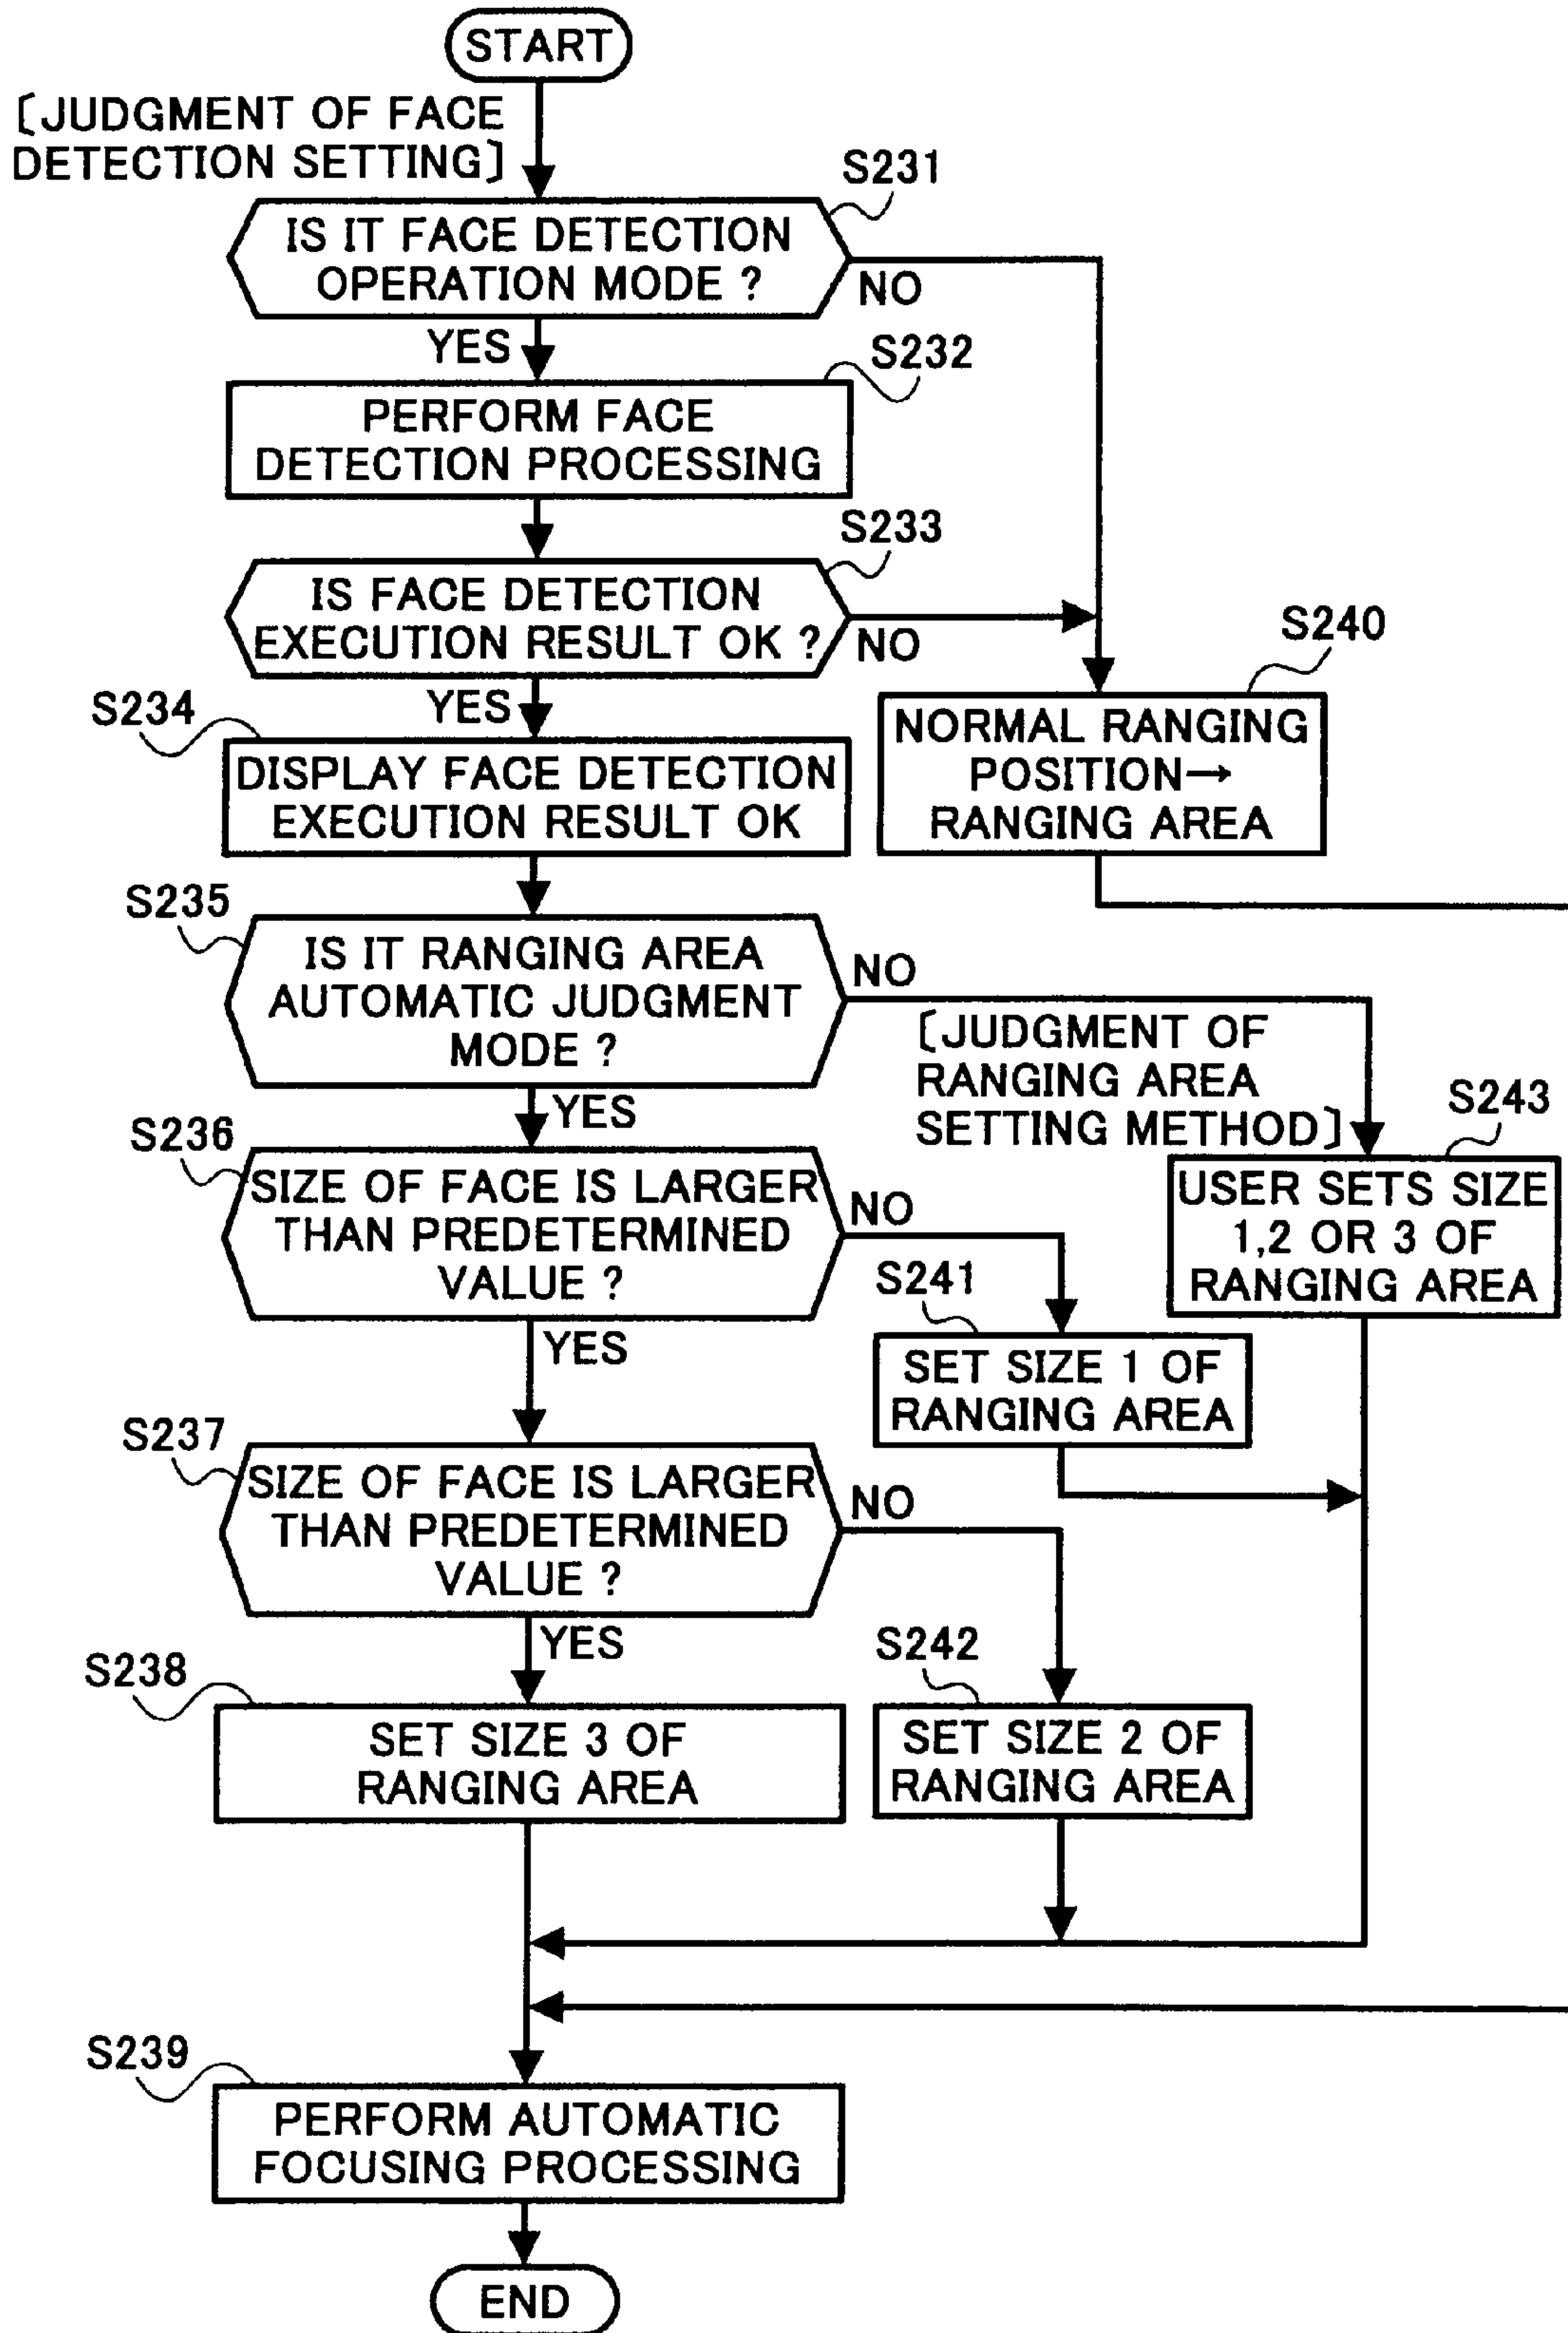 START
[JUDGMENT OF FACE
DETECTION SETTING]
S231
IS IT FACE DETECTION
OPERATION MODE ?
NO
YES
S232
PERFORM FACE
DETECTION PROCESSING
S233
IS FACE DETECTION
EXECUTION RESULT OK ?
NO
YES
S240
NORMAL RANGING
POSITION→
RANGING AREA
S234
DISPLAY FACE DETECTION
EXECUTION RESULT OK
S235
IS IT RANGING AREA
AUTOMATIC JUDGMENT
MODE ?
NO
[JUDGMENT OF
RANGING AREA
SETTING METHOD]
YES
S243
USER SETS SIZE
1,2 OR 3 OF
RANGING AREA
S236
SIZE OF FACE IS LARGER
THAN PREDETERMINED
VALUE ?
NO
YES
S241
SET SIZE 1 OF
RANGING AREA
S237
SIZE OF FACE IS LARGER
THAN PREDETERMINED
VALUE ?
NO
YES
S242
SET SIZE 2 OF
RANGING AREA
S238
SET SIZE 3 OF
RANGING AREA
S239
PERFORM AUTOMATIC
FOCUSING PROCESSING
END